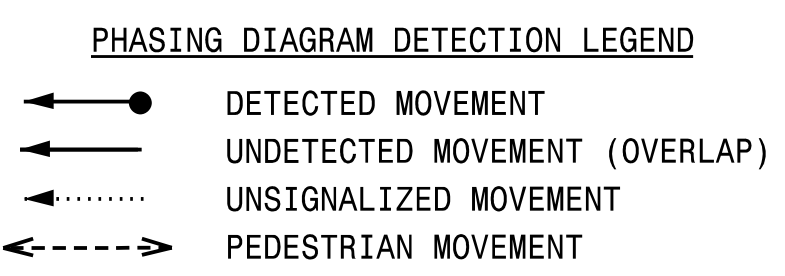 PHASING DIAGRAM DETECTION LEGEND
DETECTED MOVEMENT
UNDETECTED MOVEMENT (OVERLAP)
UNSIGNALIZED MOVEMENT
PEDESTRIAN MOVEMENT